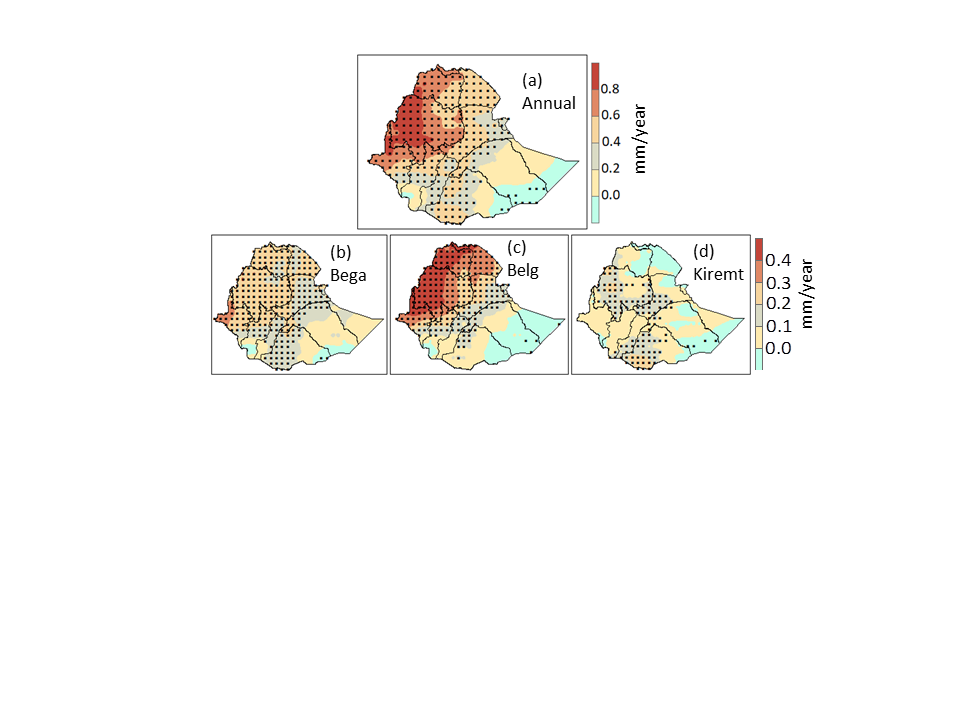 (a)
Annual
0.8
0.6
0.4
0.2
0.0
mm/year
(b)
Bega
(c)
Belg
(d)
Kiremt
0.4
0.3
0.2
0.1
0.0
mm/year